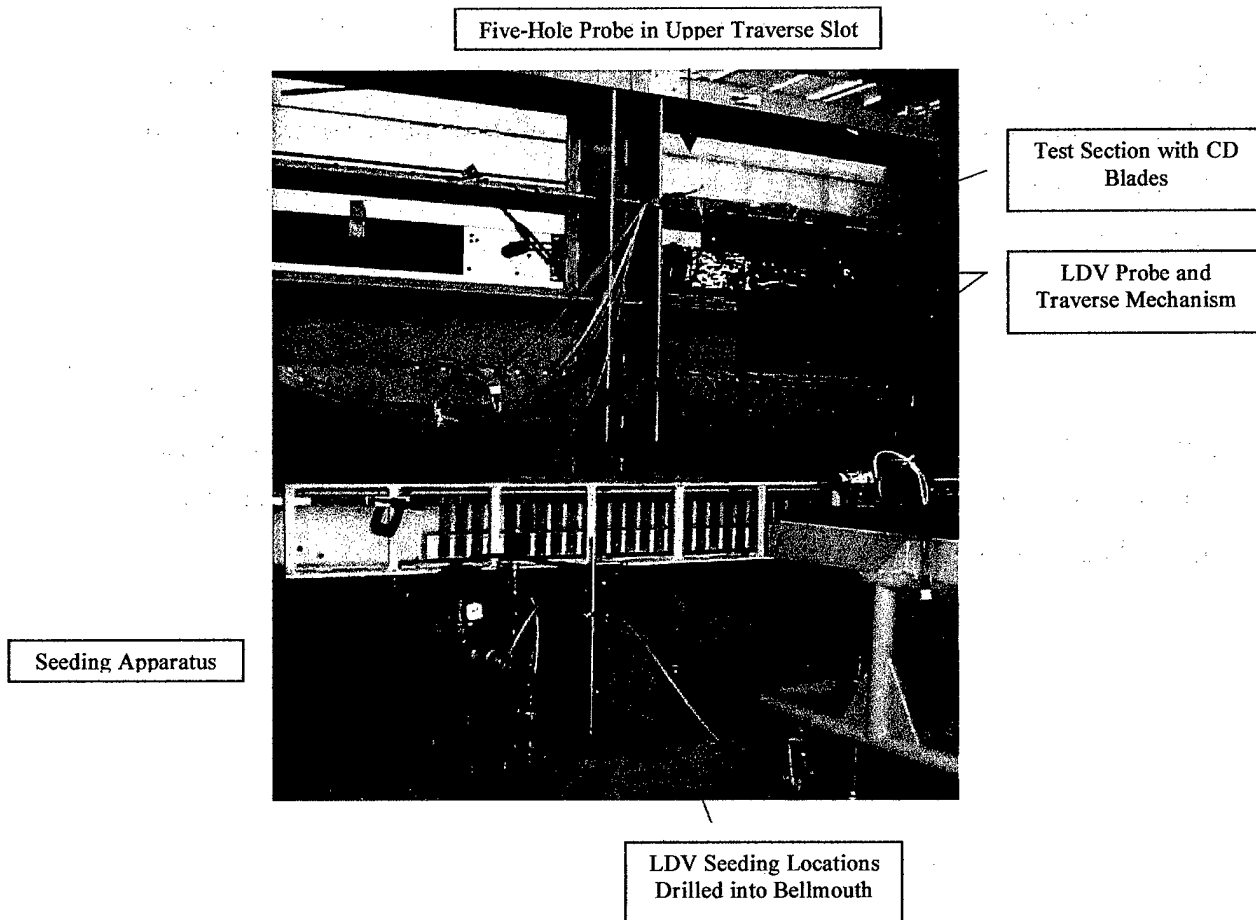 Five-Hole Probe in Upper Traverse Slot
Test Section with CD
Blades
LDV Probe and
Traverse Mechanism
Seeding Apparatus
LDV Seeding Locations
Drilled into Bellmouth